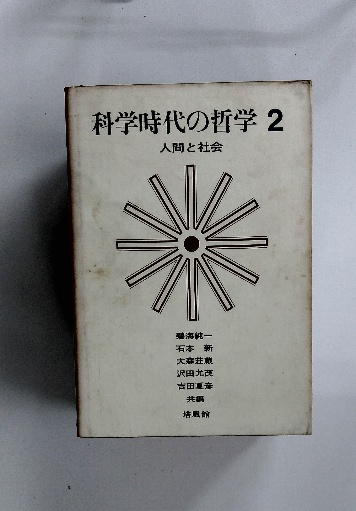 科学時代の哲学 2
人間と社会
碧海純一
石本 新
大森荘蔵
沢田允茂
吉田夏彦
共編
培風館